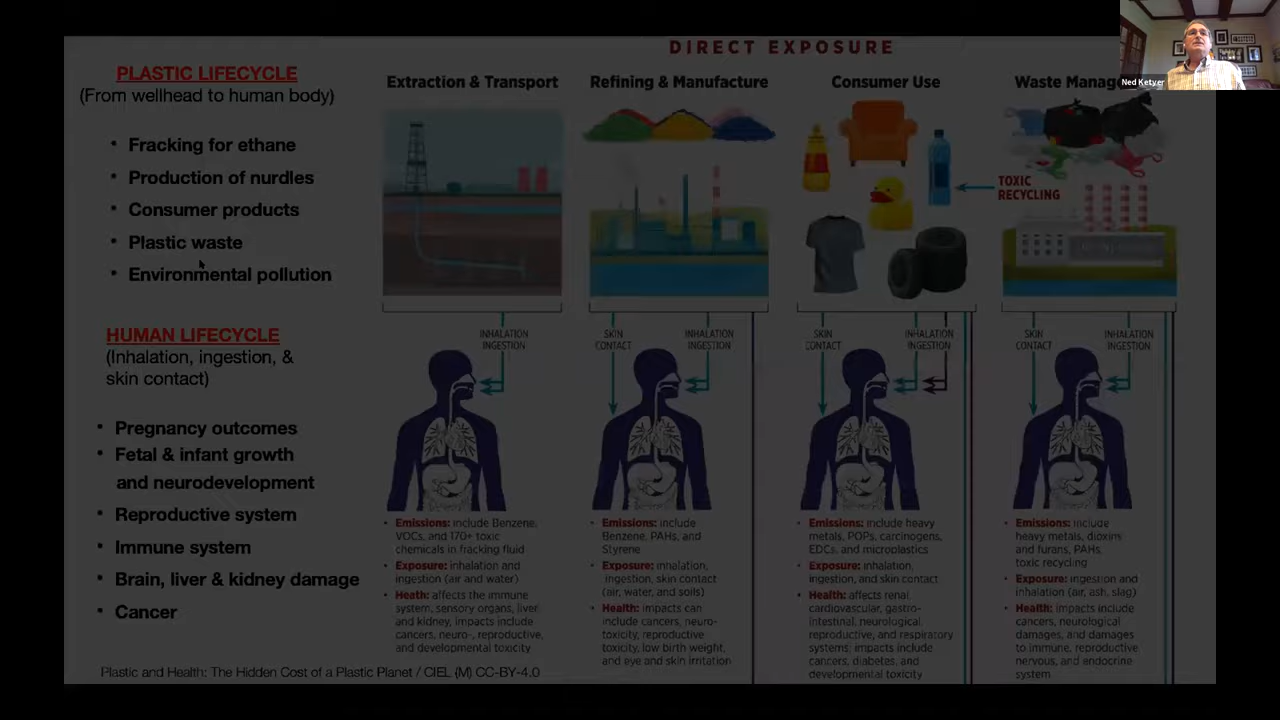 DIRECT EXPOSURE
PLASTIC LIFECYCLE
(From wellhead to human body)
• Fracking for ethane
• Production of nurdles
• Consumer products
• Plastic waste
• Environmental pollution
HUMAN LIFECYCLE
(Inhalation, ingestion, &
skin contact)
• Pregnancy outcomes
• Fetal & infant growth
and neurodevelopment
• Reproductive system
• Immune system
• Brain, liver & kidney damage
• Cancer
Plastic and Health: The Hidden Cost of a Plastic Planet / CIEL (M) CC-BY-4.0
Extraction & Transport
INHALATION
INGESTION
• Emissions: include Benzene,
VOCs, and 170+ toxic
chemicals in fracking fluid
• Exposure: inhalation and
ingestion (air and water)
• Heath: affects the immune
system, sensory organs, liver
and kidney, impacts include
cancers, neuro-, reproductive,
and developmental toxicity
Refining & Manufacture
SKIN
CONTACT
INHALATION
INGESTION
• Emissions: include
Benzene, PAHs, and
Styrene
• Exposure: inhalation,
ingestion, skin contact
(air, water, and soils)
• Health: impacts can
include cancers, neuro-
toxicity, reproductive
toxicity, low birth weight,
and eye and skin irritation
Consumer Use
SKIN
CONTACT
INHALATION
INGESTION
• Emissions: include heavy
metals, POPs, carcinogens,
EDCs, and microplastics
• Exposure: inhalation,
ingestion, and skin contact
• Health: affects renal,
cardiovascular, gastro-
intestinal, neurological,
reproductive, and respiratory
systems; impacts include
cancers, diabetes, and
developmental toxicity
Waste
TOXIC
RECYCLING
SKIN
CONTACT
INHALATION
INGESTION
• Emissions: include
heavy metals, dioxins
and furans, PAHs,
toxic recycling
• Exposure: ingestion and
inhalation (air, ash, slag)
• Health: impacts include
cancers, neurological
damages, and damages
to immune, reproductive,
nervous, and endocrine
system
Ned Ketyer